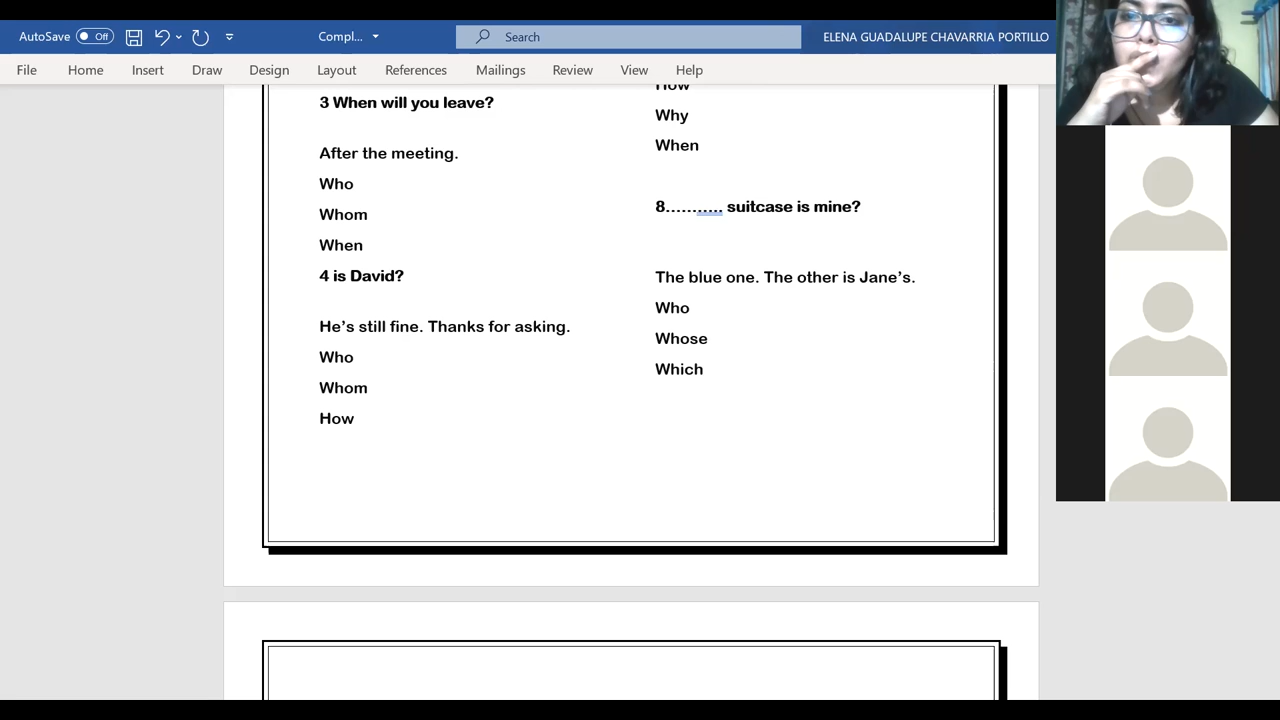 AutoSave Off Compl... Search ELENA GUADALUPE CHAVARRIA PORTILLO
File Home Insert Draw Design Layout References Mailings Review View Help
3 When will you leave?
After the meeting.
Who
Whom
When
4 is David?
He’s still fine. Thanks for asking.
Who
Whom
How
How
Why
When
8……….. suitcase is mine?
The blue one. The other is Jane’s.
Who
Whose
Which